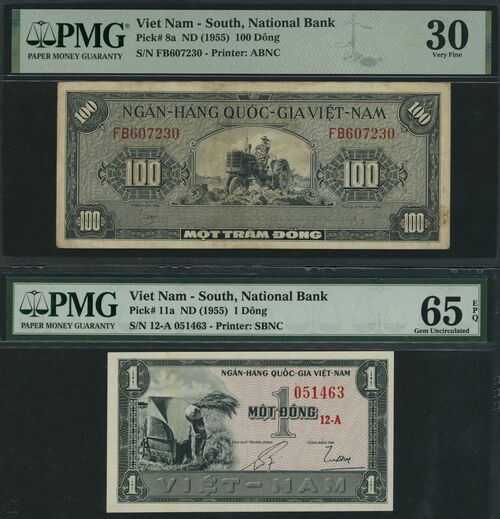 PMG
PAPER MONEY GUARANTY
Viet Nam - South, National Bank
Pick# 8a ND (1955) 100 Dông
S/N FB607230 - Printer: ABNC
30
Very Fine
100 100
NGÂN-HÀNG QUỐC-GIA VIỆT-NAM
FB607230 FB607230
100 100
100 100
MỘT TRĂM ĐỒNG
PMG
PAPER MONEY GUARANTY
Viet Nam - South, National Bank
Pick# 11a ND (1955) 1 Dông
S/N 12-A 051463 - Printer: SBNC
65
EPQ
Gem Uncirculated
1 1
NGÂN-HÀNG QUỐC-GIA VIỆT-NAM
1
051463
MỘT ĐỒNG
12-A
VIỆT-NAM
1 1